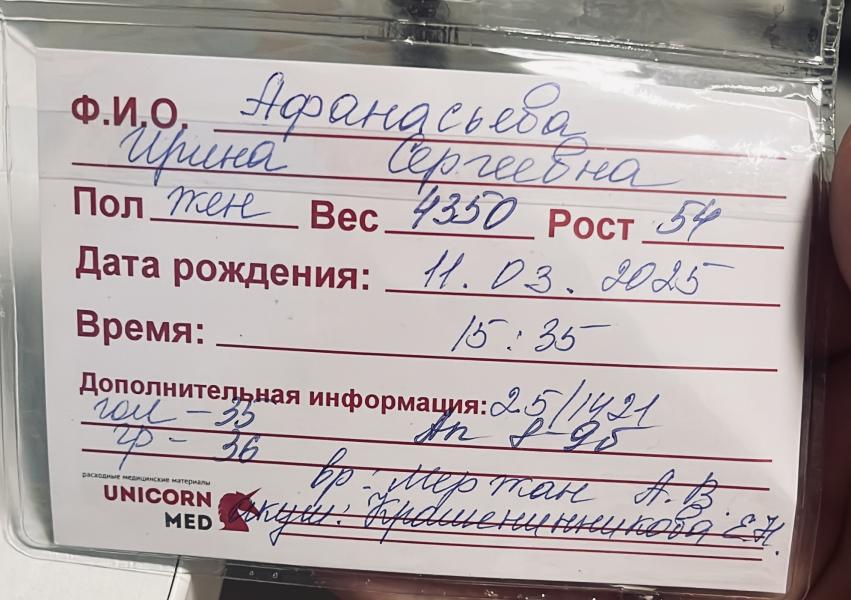 Ф.И.О. Афанасьева
Ирина Сергеевна
Пол жен Вес 4350 Рост 54
Дата рождения: 11.03.2025
Время: 15:35
Дополнительная информация: 25/1421
гол - 35 Ап 8-9б
гр - 36
вр: Мержан А.В.
расходные медицинские материалы
UNICORN
MED
акуш: Крашенинникова Е.Н.